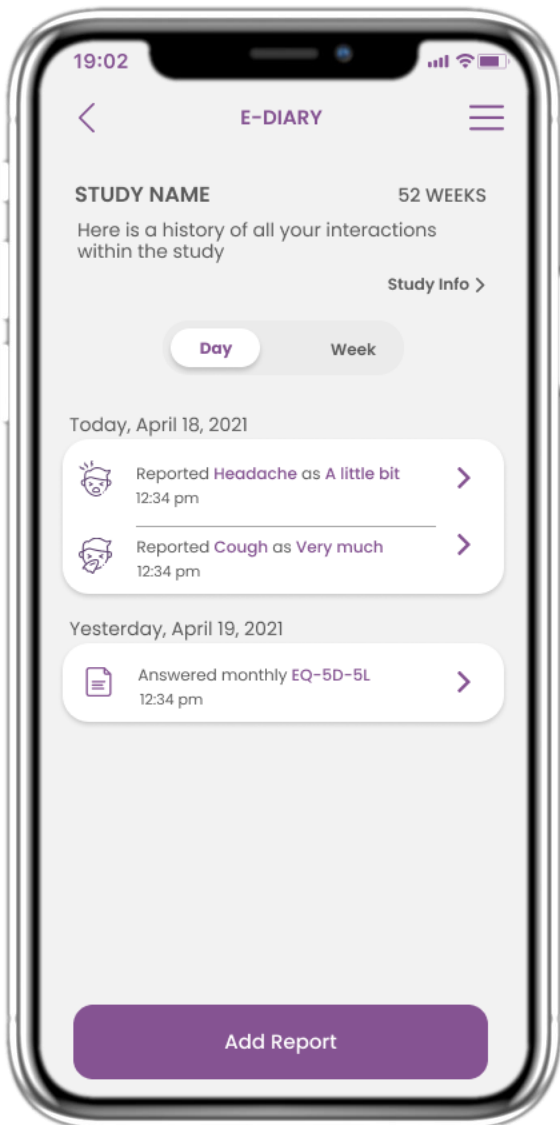 19:02
E-DIARY
STUDY NAME 52 WEEKS
Here is a history of all your interactions
within the study
Study Info >
Day Week
Today, April 18, 2021
Reported Headache as A little bit
12:34 pm
Reported Cough as Very much
12:34 pm
Yesterday, April 19, 2021
Answered monthly EQ-5D-5L
12:34 pm
Add Report